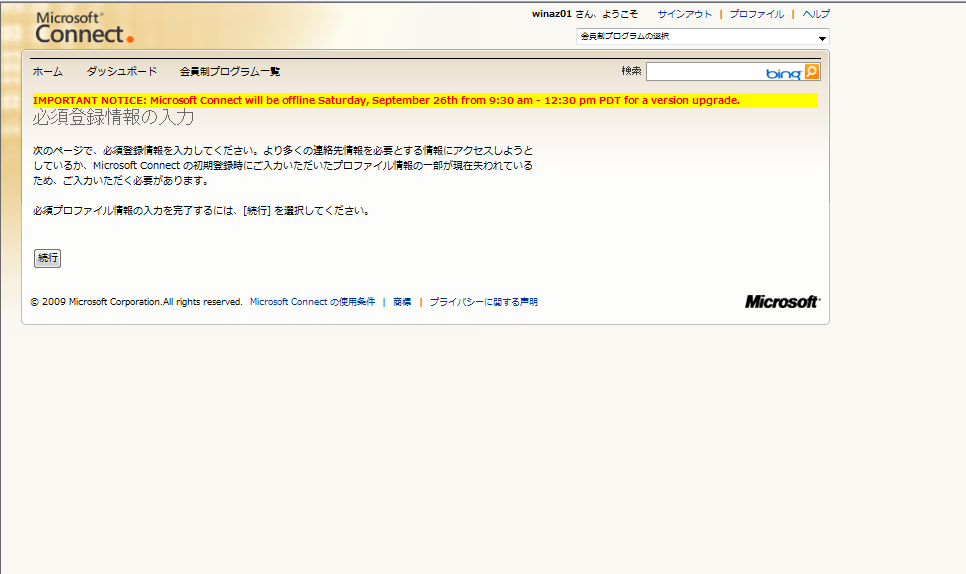 Microsoft®
Connect
winaz01 さん、ようこそ サインアウト | プロファイル | ヘルプ
会員制プログラムの選択
ホーム ダッシュボード 会員制プログラム一覧 検索 bing
IMPORTANT NOTICE: Microsoft Connect will be offline Saturday, September 26th from 9:30 am - 12:30 pm PDT for a version upgrade.
必須登録情報の入力
次のページで、必須登録情報を入力してください。より多くの連絡先情報を必要とする情報にアクセスしようと
しているか、Microsoft Connect の初期登録時にご入力いただいたプロファイル情報の一部が現在失われている
ため、ご入力いただく必要があります。
必須プロファイル情報の入力を完了するには、[続行] を選択してください。
続行
© 2009 Microsoft Corporation.All rights reserved. Microsoft Connect の使用条件 | 商標 | プライバシーに関する声明 Microsoft